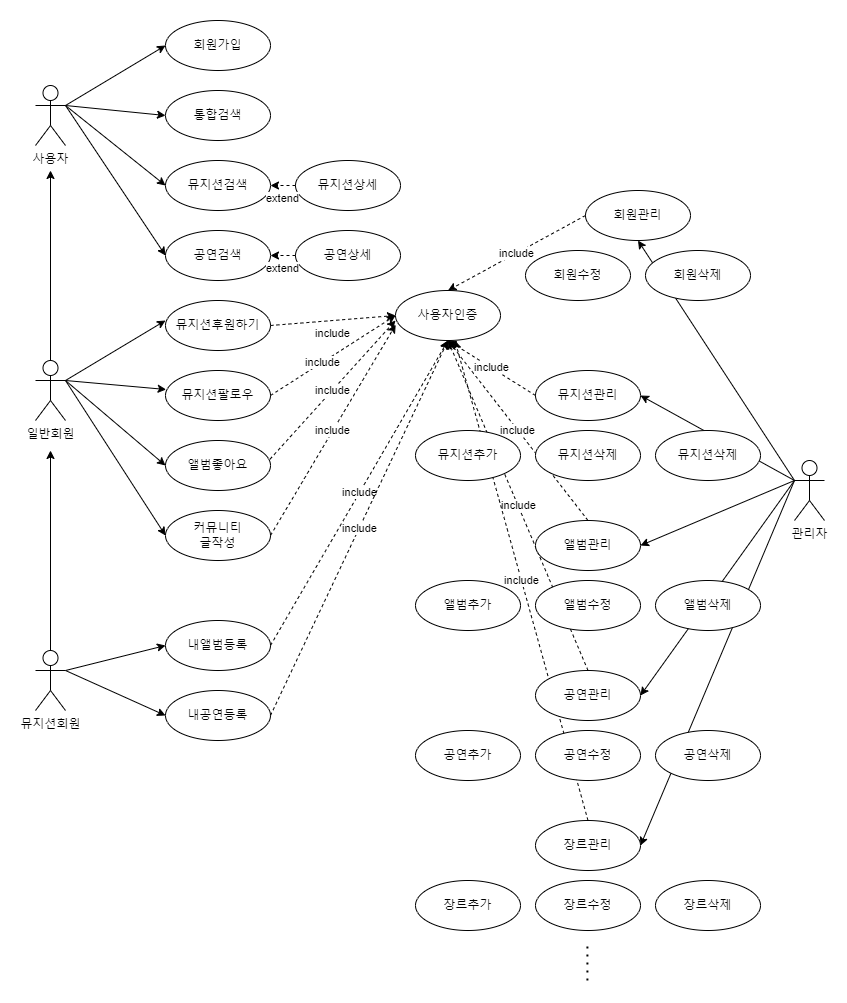 회원가입
통합검색
사용자
뮤지션검색
extend
뮤지션상세
공연검색
extend
공연상세
회원관리
include
회원수정
회원삭제
사용자인증
뮤지션후원하기
include
일반회원
뮤지션팔로우
include
include
앨범좋아요
include
커뮤니티
글작성
include
include
뮤지션관리
include
뮤지션추가
뮤지션삭제
뮤지션삭제
include
앨범관리
관리자
include
앨범추가
앨범수정
앨범삭제
내앨범등록
뮤지션회원
내공연등록
공연관리
공연추가
공연수정
공연삭제
장르관리
장르추가
장르수정
장르삭제